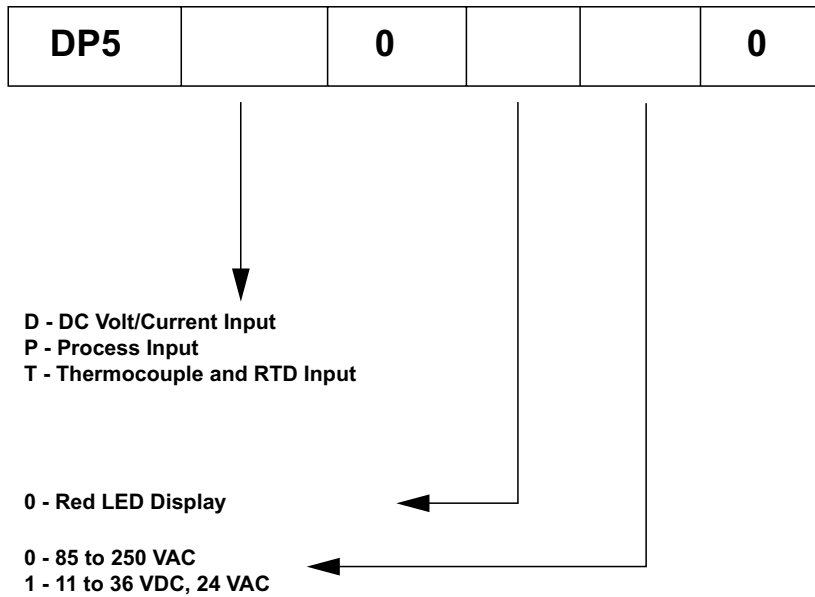 DP5 0 0
D - DC Volt/Current Input
P - Process Input
T - Thermocouple and RTD Input
0 - Red LED Display
0 - 85 to 250 VAC
1 - 11 to 36 VDC, 24 VAC